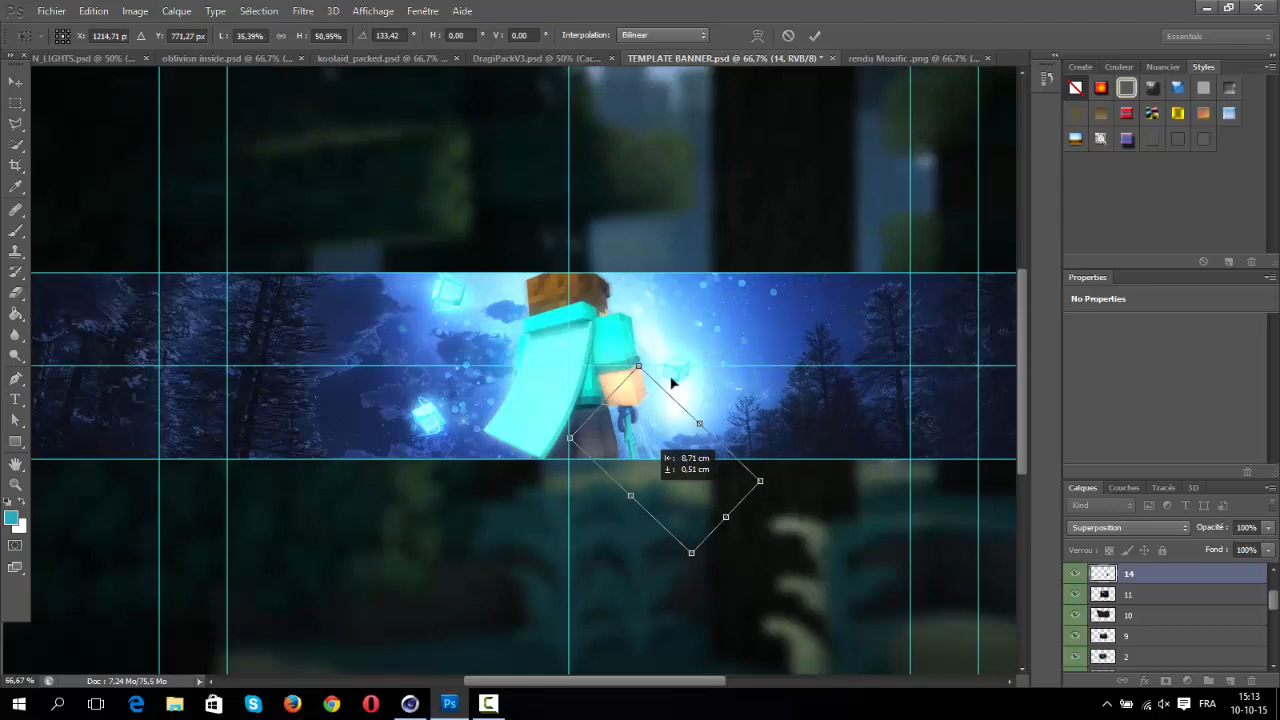 Ps Fichier Edition Image Calque Type Sélection Filtre 3D Affichage Fenêtre Aide
X: 1214,71 p Y: 771,27 px L: 35,39% H: 50,95% 133,42 ° H: 0,00 ° V: 0,00 ° Interpolation: Bilinear Essentials
N_LIGHTS.psd @ 50% (... × oblivion inside.psd @ 66,7% (... × koolaid_packed.psd @ 66,7% ... × DragiPackV3.psd @ 50% (Cac... × TEMPLATE BANNER.psd @ 66,7% (14, RVB/8) * × rendu Moxific .png @ 66,7% (... ×
Create Couleur Nuancier Styles
Properties
No Properties
8,71 cm
0,51 cm
Calques Couches Tracés 3D
Kind
Superposition Opacité : 100%
Verrou : Fond : 100%
14
11
10
9
2
66,67 % Doc : 7,24 Mo/75,5 Mo
FRA 15:13
10-10-15